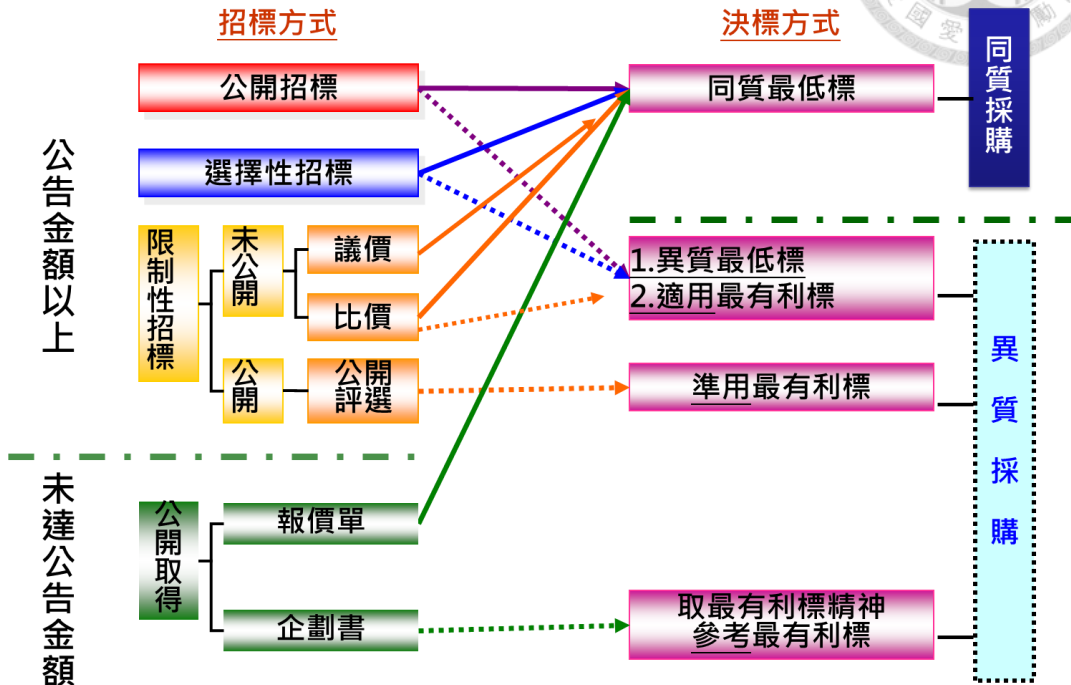 招標方式
決標方式
公告金額以上
公開招標
選擇性招標
限制性招標
未公開
議價
比價
公開
公開
評選
同質最低標
同質採購
1.異質最低標
2.適用最有利標
準用最有利標
異質採購
未達公告金額
公開取得
報價單
企劃書
取最有利標精神
參考最有利標
國愛
勵